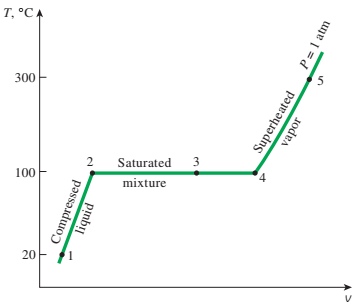 T, °C
P = 1 atm
300
5
Superheated
vapor
2
Saturated
mixture
3
100
4
Compressed
liquid
20
1
v